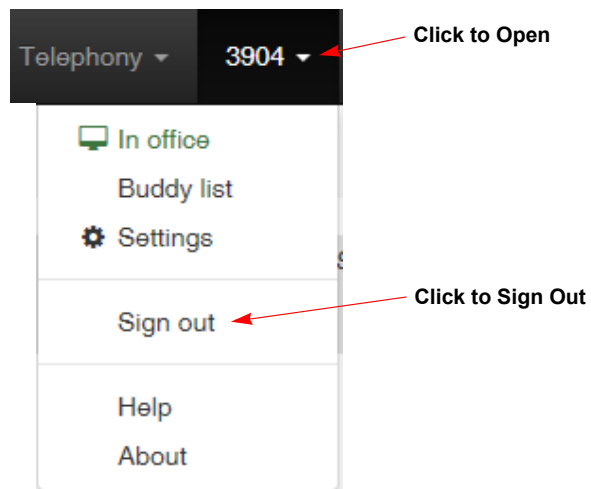 Click to Open
Telephony 3904
In office
Buddy list
Settings
Click to Sign Out
Sign out
Help
About